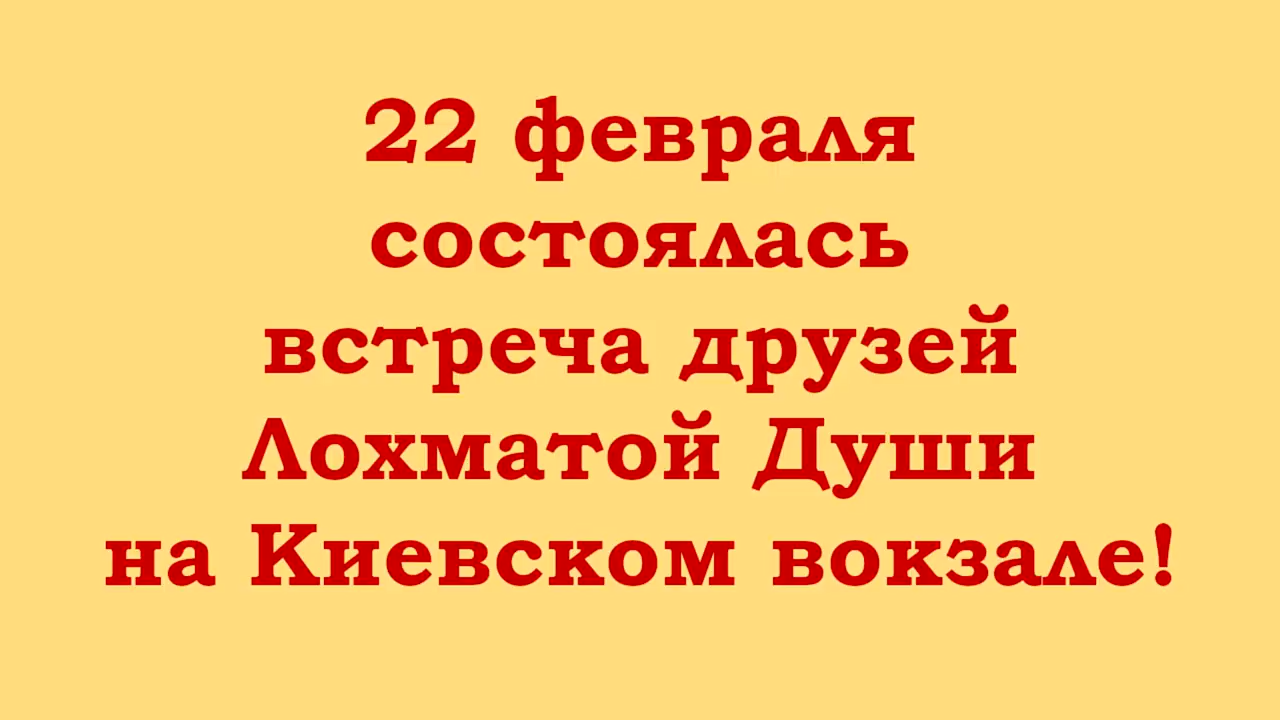 22 февраля
состоялась
встреча друзей
Лохматой Души
на Киевском вокзале!